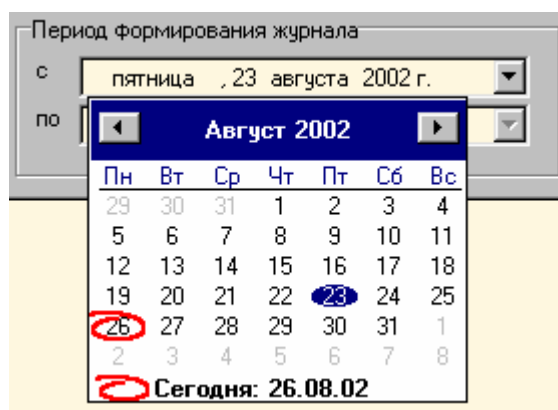 Период формирования журнала
с пятница , 23 августа 2002 г.
по
Август 2002
Пн Вт Ср Чт Пт Сб Вс
29 30 31 1 2 3 4
5 6 7 8 9 10 11
12 13 14 15 16 17 18
19 20 21 22 23 24 25
26 27 28 29 30 31 1
2 3 4 5 6 7 8
Сегодня: 26.08.02